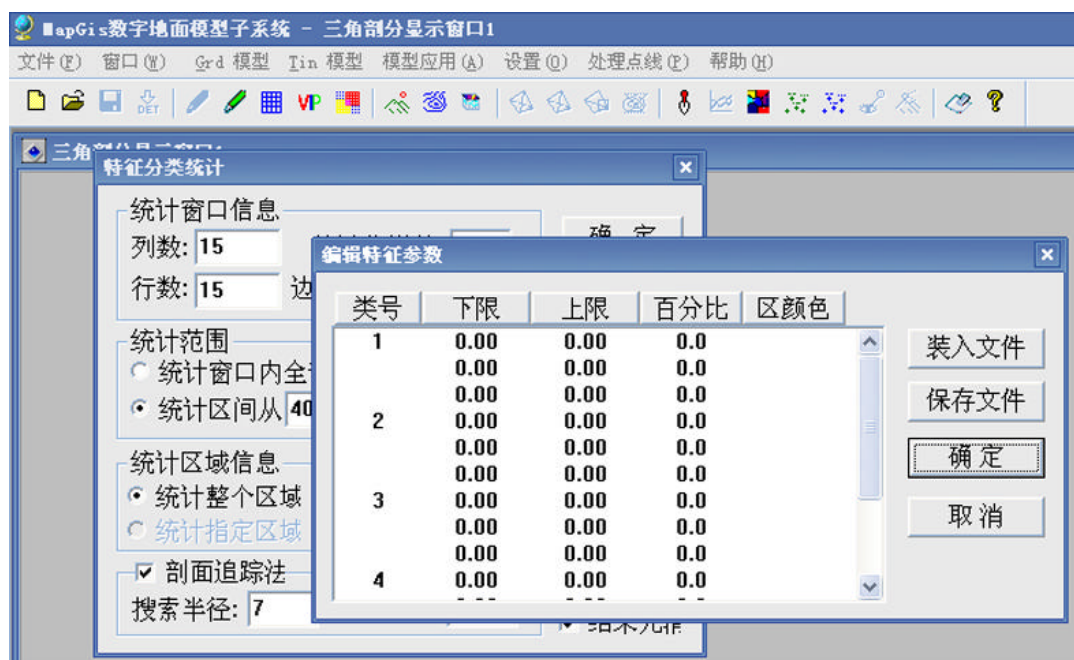 MapGis数字地面模型子系统 - 三角剖分显示窗口1
文件(F) 窗口(W) Grd 模型 Tin 模型 模型应用(A) 设置(O) 处理点线(P) 帮助(H)
DET VP
三角
特征分类统计
统计窗口信息
列数: 15
确 定
行数: 15 边
统计范围
统计窗口内全
统计区间从 40
统计区域信息
统计整个区域
统计指定区域
剖面追踪法
搜索半径: 7
编辑特征参数
类号 下限 上限 百分比 区颜色
1 0.00 0.00 0.0
0.00 0.00 0.0
0.00 0.00 0.0
2 0.00 0.00 0.0
0.00 0.00 0.0
0.00 0.00 0.0
3 0.00 0.00 0.0
0.00 0.00 0.0
0.00 0.00 0.0
4 0.00 0.00 0.0
装入文件
保存文件
确 定
取 消